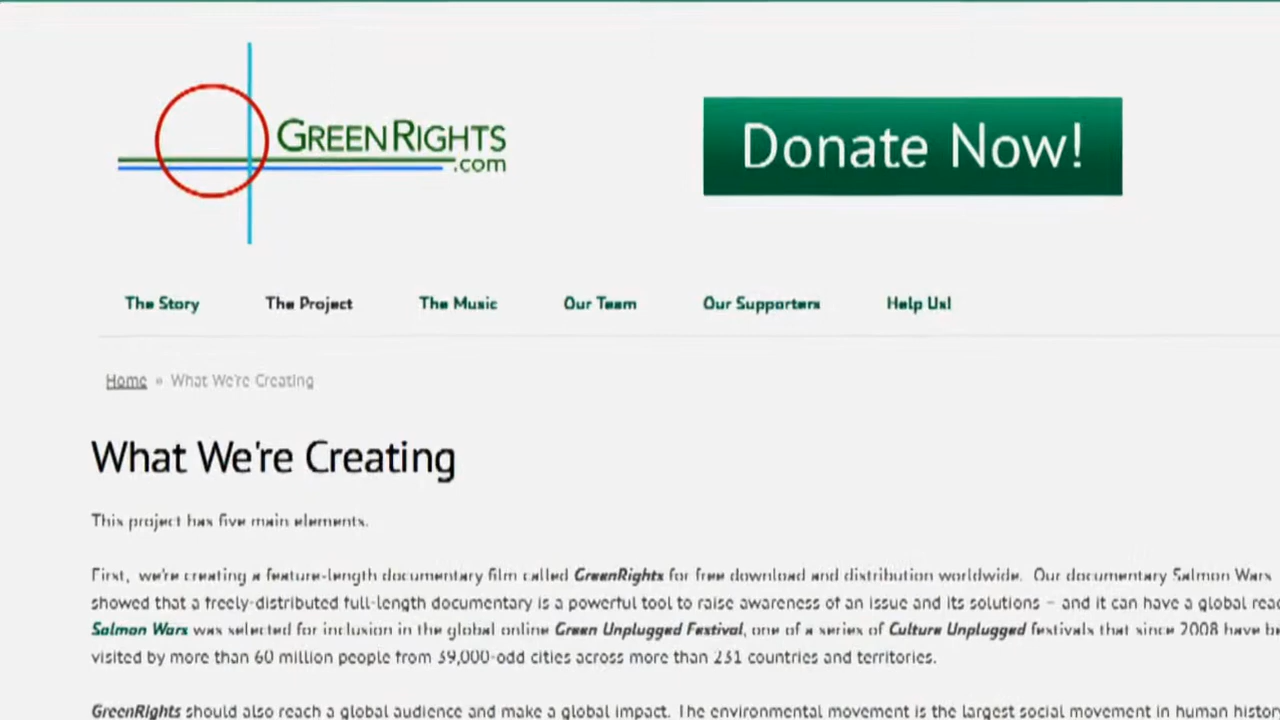 GREENRIGHTS
.com
Donate Now!
The Story The Project The Music Our Team Our Supporters Help Us!
Home » What We're Creating
What We're Creating
This project has five main elements.
First, we're creating a feature-length documentary film called GreenRights for free download and distribution worldwide. Our documentary Salmon Wars
showed that a freely-distributed full-length documentary is a powerful tool to raise awareness of an issue and its solutions – and it can have a global
Salmon Wars was selected for inclusion in the global online Green Unplugged Festival, one of a series of Culture Unplugged festivals that since 2008 have
visited by more than 60 million people from 39,000-odd cities across more than 231 countries and territories.
GreenRights should also reach a global audience and make a global impact. The environmental movement is the largest social movement in human